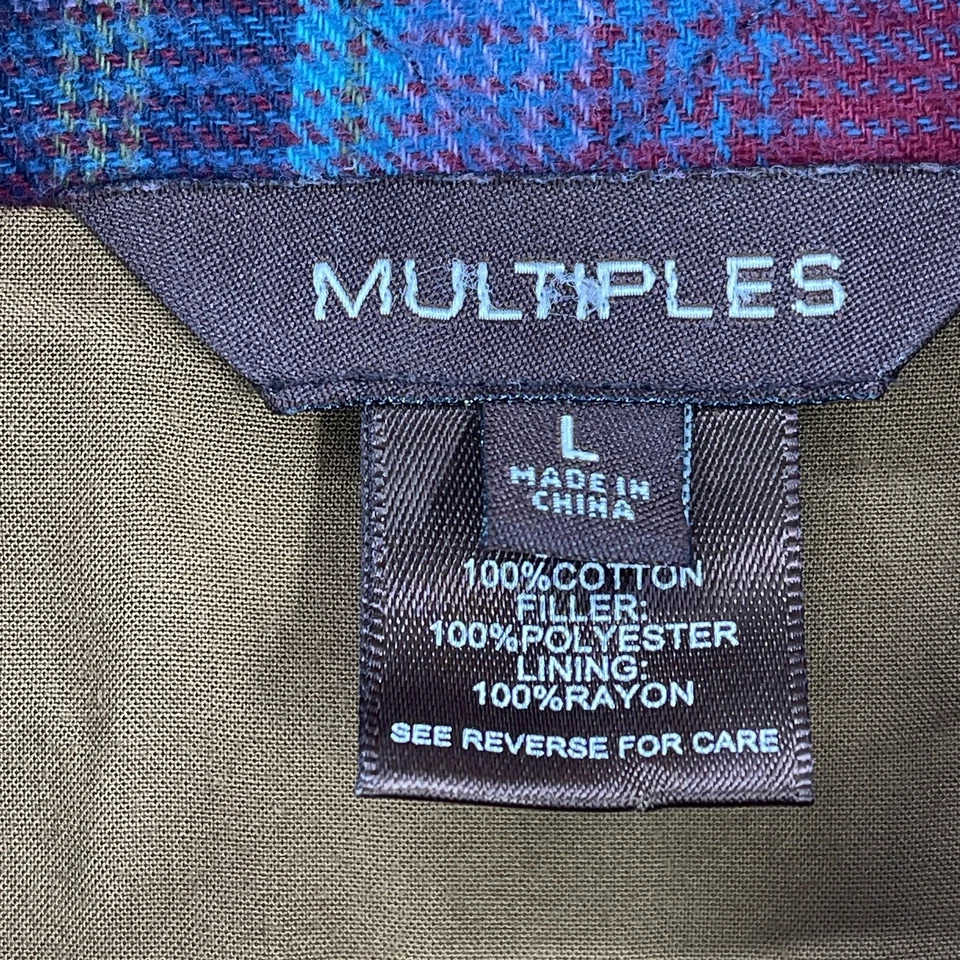 MULTIPLES
L
MADE IN
CHINA
100%COTTON
FILLER:
100%POLYESTER
LINING:
100%RAYON
SEE REVERSE FOR CARE